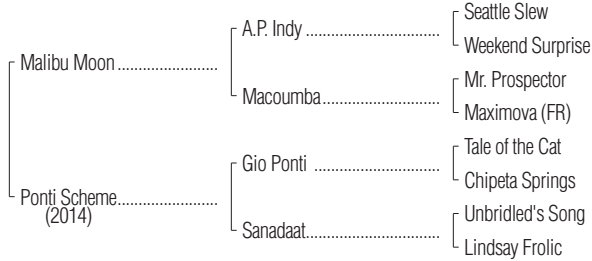 Seattle Slew
A.P. Indy ..............................
Weekend Surprise
Malibu Moon ......................
Mr. Prospector
Macoumba..........................
Maximova (FR)
Tale of the Cat
Gio Ponti ............................
Chipeta Springs
Ponti Scheme......................
(2014)
Unbridled's Song
Sanadaat..............................
Lindsay Frolic